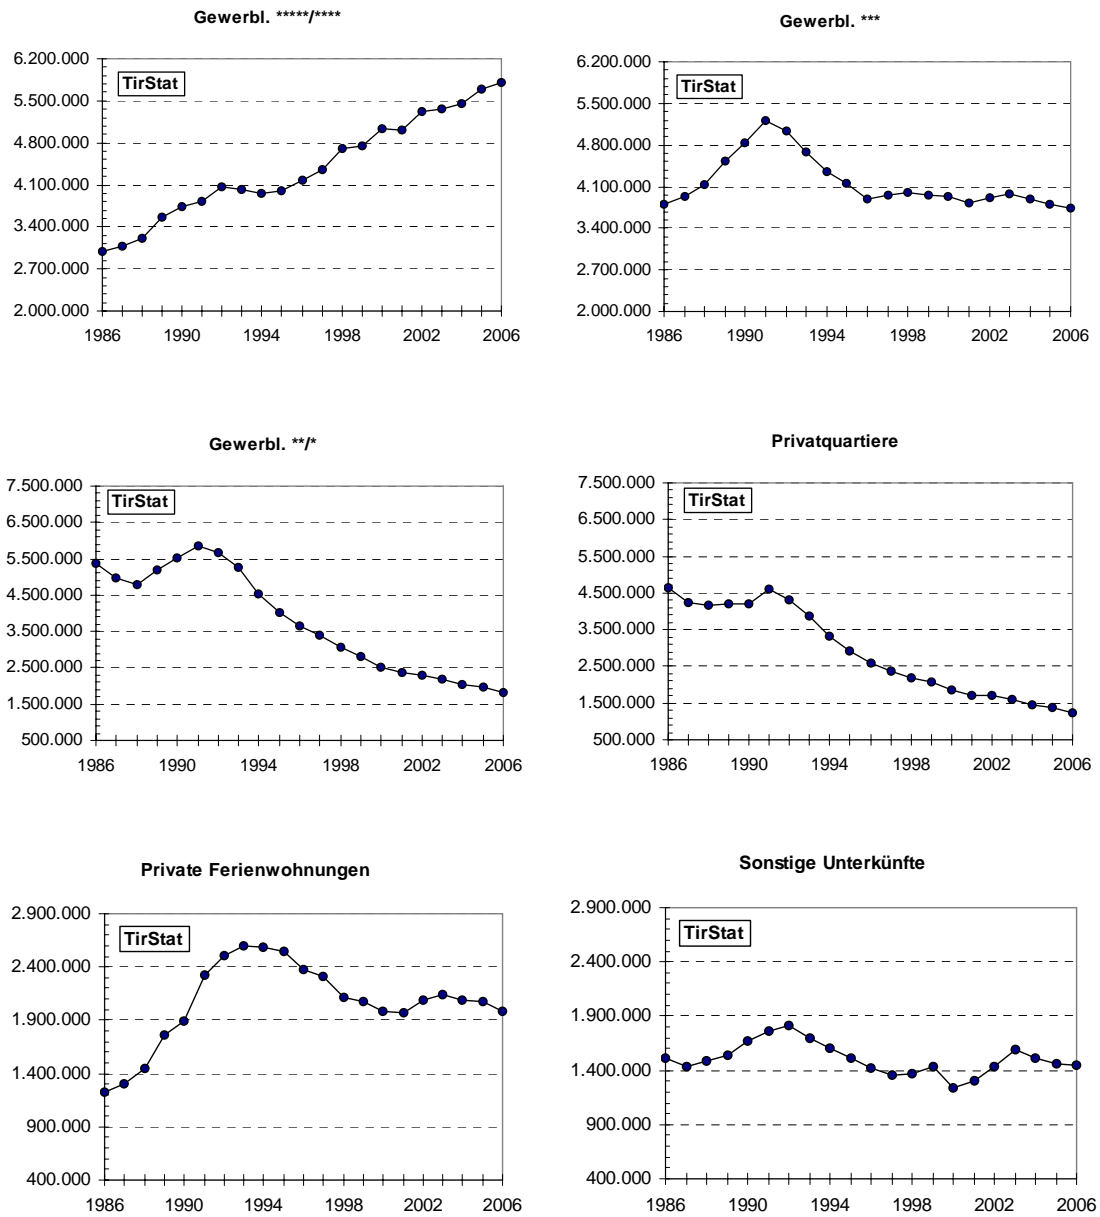 Gewerbl. *****/****
6.200.000
5.500.000
4.800.000
4.100.000
3.400.000
2.700.000
2.000.000
TirStat
1986 1990 1994 1998 2002 2006
Gewerbl. ***
6.200.000
5.500.000
4.800.000
4.100.000
3.400.000
2.700.000
2.000.000
TirStat
1986 1990 1994 1998 2002 2006
Gewerbl. **/*
7.500.000
6.500.000
5.500.000
4.500.000
3.500.000
2.500.000
1.500.000
500.000
TirStat
1986 1990 1994 1998 2002 2006
Privatquartiere
7.500.000
6.500.000
5.500.000
4.500.000
3.500.000
2.500.000
1.500.000
500.000
TirStat
1986 1990 1994 1998 2002 2006
Private Ferienwohnungen
2.900.000
2.400.000
1.900.000
1.400.000
900.000
400.000
TirStat
1986 1990 1994 1998 2002 2006
Sonstige Unterkünfte
2.900.000
2.400.000
1.900.000
1.400.000
900.000
400.000
TirStat
1986 1990 1994 1998 2002 2006